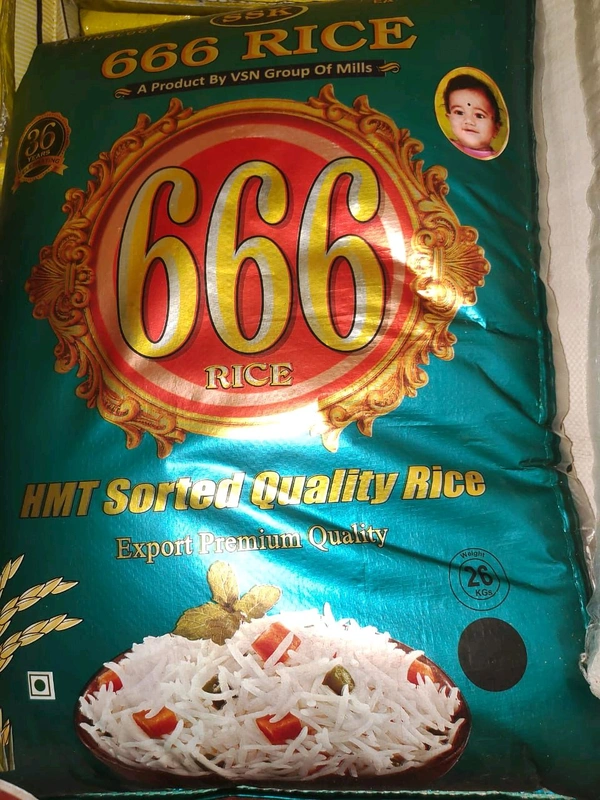 SSK
666 RICE
A Product By VSN Group Of Mills
36
YEARS
666
RICE
HMT Sorted Quality Rice
Export Premium Quality
Weight
26
KGs